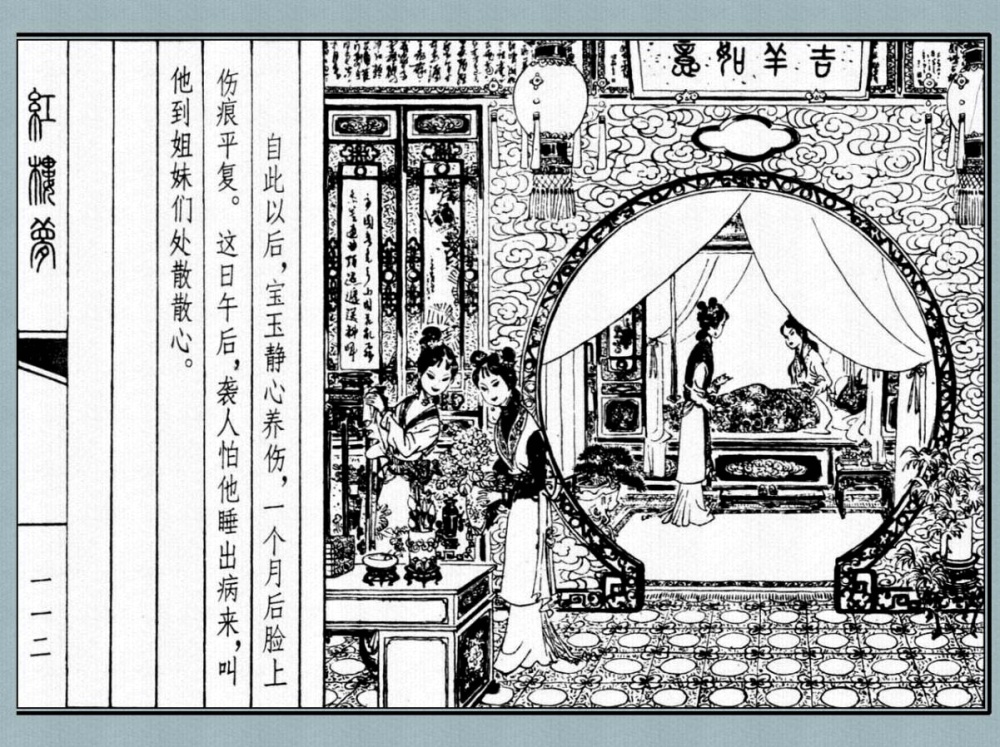 吉羊如意
自此以后，宝玉静心养伤，一个月后脸上
伤痕平复。这日午后，袭人怕他睡出病来，叫
他到姐妹们处散散心。
紅樓夢
一一二